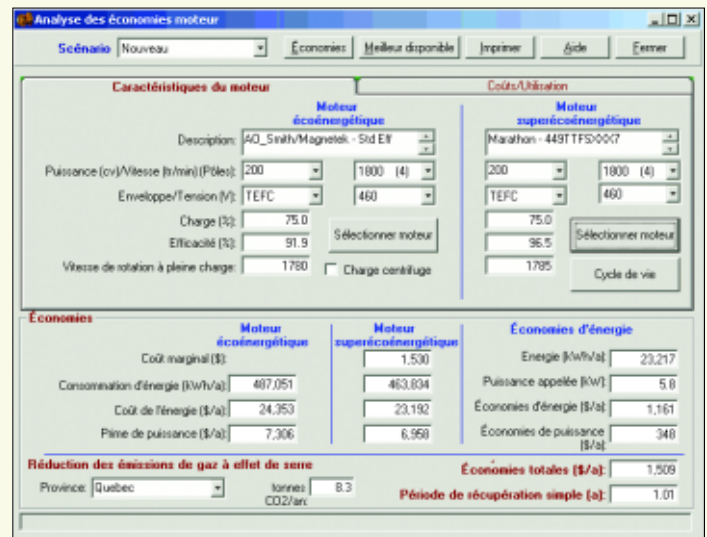 Analyse des économies moteur
Scénario Nouveau Économies Meilleur disponible Imprimer Aide Fermer
Caractéristiques du moteur Coûts/Utilisation
Moteur écoénergétique
Moteur superécoénergétique
Description: AO_Smith/Magnetek - Std Eff Marathon - 449TTFS
Puissance (cv)/Vitesse (tr/min)(Pôles): 200 1800 (4) 200 1800 (4)
Enveloppe/Tension (V): TEFC 460 TEFC 460
Charge (%): 75.0 75.0
Efficacité (%): 91.9 Sélectionner moteur 96.5 Sélectionner moteur
Vitesse de rotation à pleine charge: 1780 Charge centrifuge 1785 Cycle de vie
Économies
Moteur écoénergétique
Moteur superécoénergétique
Économies d'énergie
Coût marginal ($): 1,530 Energie (kWh/a): 23,217
Consommation d'énergie (kWh/a): 487,051 463,834 Puissance appelée (kW): 5.8
Coût de l'énergie ($/a): 24,353 23,192 Économies d'énergie ($/a): 1,161
Prime de puissance ($/a): 7,306 6,958 Économies de puissance ($/a): 348
Réduction des émissions de gaz à effet de serre Économies totales ($/a): 1,509
Province: Quebec tonnes CO2/an: 8.3 Période de récupération simple (a): 1.01